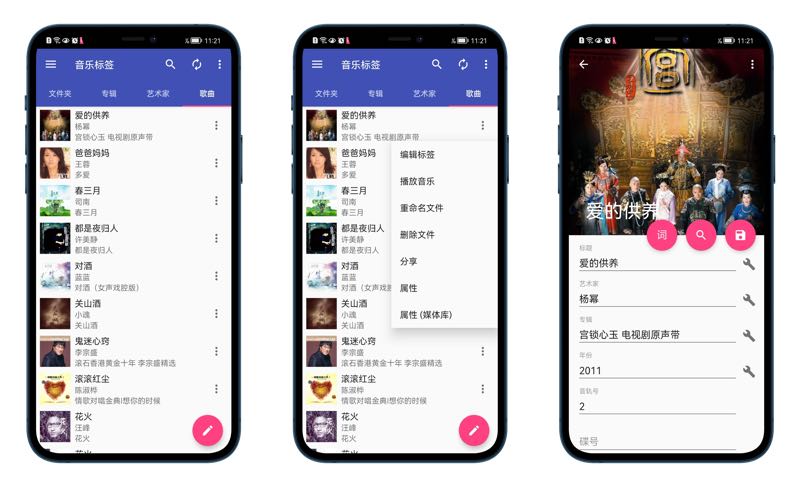 11:21
音乐标签
文件夹
专辑
艺术家
歌曲
爱的供养
杨幂
宫锁心玉 电视剧原声带
爸爸妈妈
王蓉
多爱
春三月
司南
春三月
都是夜归人
许美静
都是夜归人
对酒
蓝蓝
对酒（女声戏腔版）
关山酒
小魂
关山酒
鬼迷心窍
李宗盛
滚石香港黄金十年 李宗盛精选
滚滚红尘
陈淑桦
情歌对唱金典I想你的时候
花火
汪峰
花火
11:21
音乐标签
文件夹
专辑
艺术家
歌曲
爱的供养
杨幂
宫锁心玉 电视剧原声带
爸爸妈妈
王蓉
多爱
春三月
司南
春三月
都是夜归人
许美静
都是夜归人
对酒
蓝蓝
对酒（女声戏腔版）
关山酒
小魂
关山酒
鬼迷心窍
李宗盛
滚石香港黄金十年 李宗盛精选
滚滚红尘
陈淑桦
情歌对唱金典I想你的时候
花火
汪峰
花火
编辑标签
播放音乐
重命名文件
删除文件
分享
属性
属性 (媒体库)
11:21
爱的供养
词
标题
爱的供养
艺术家
杨幂
专辑
宫锁心玉 电视剧原声带
年份
2011
音轨号
2
碟号